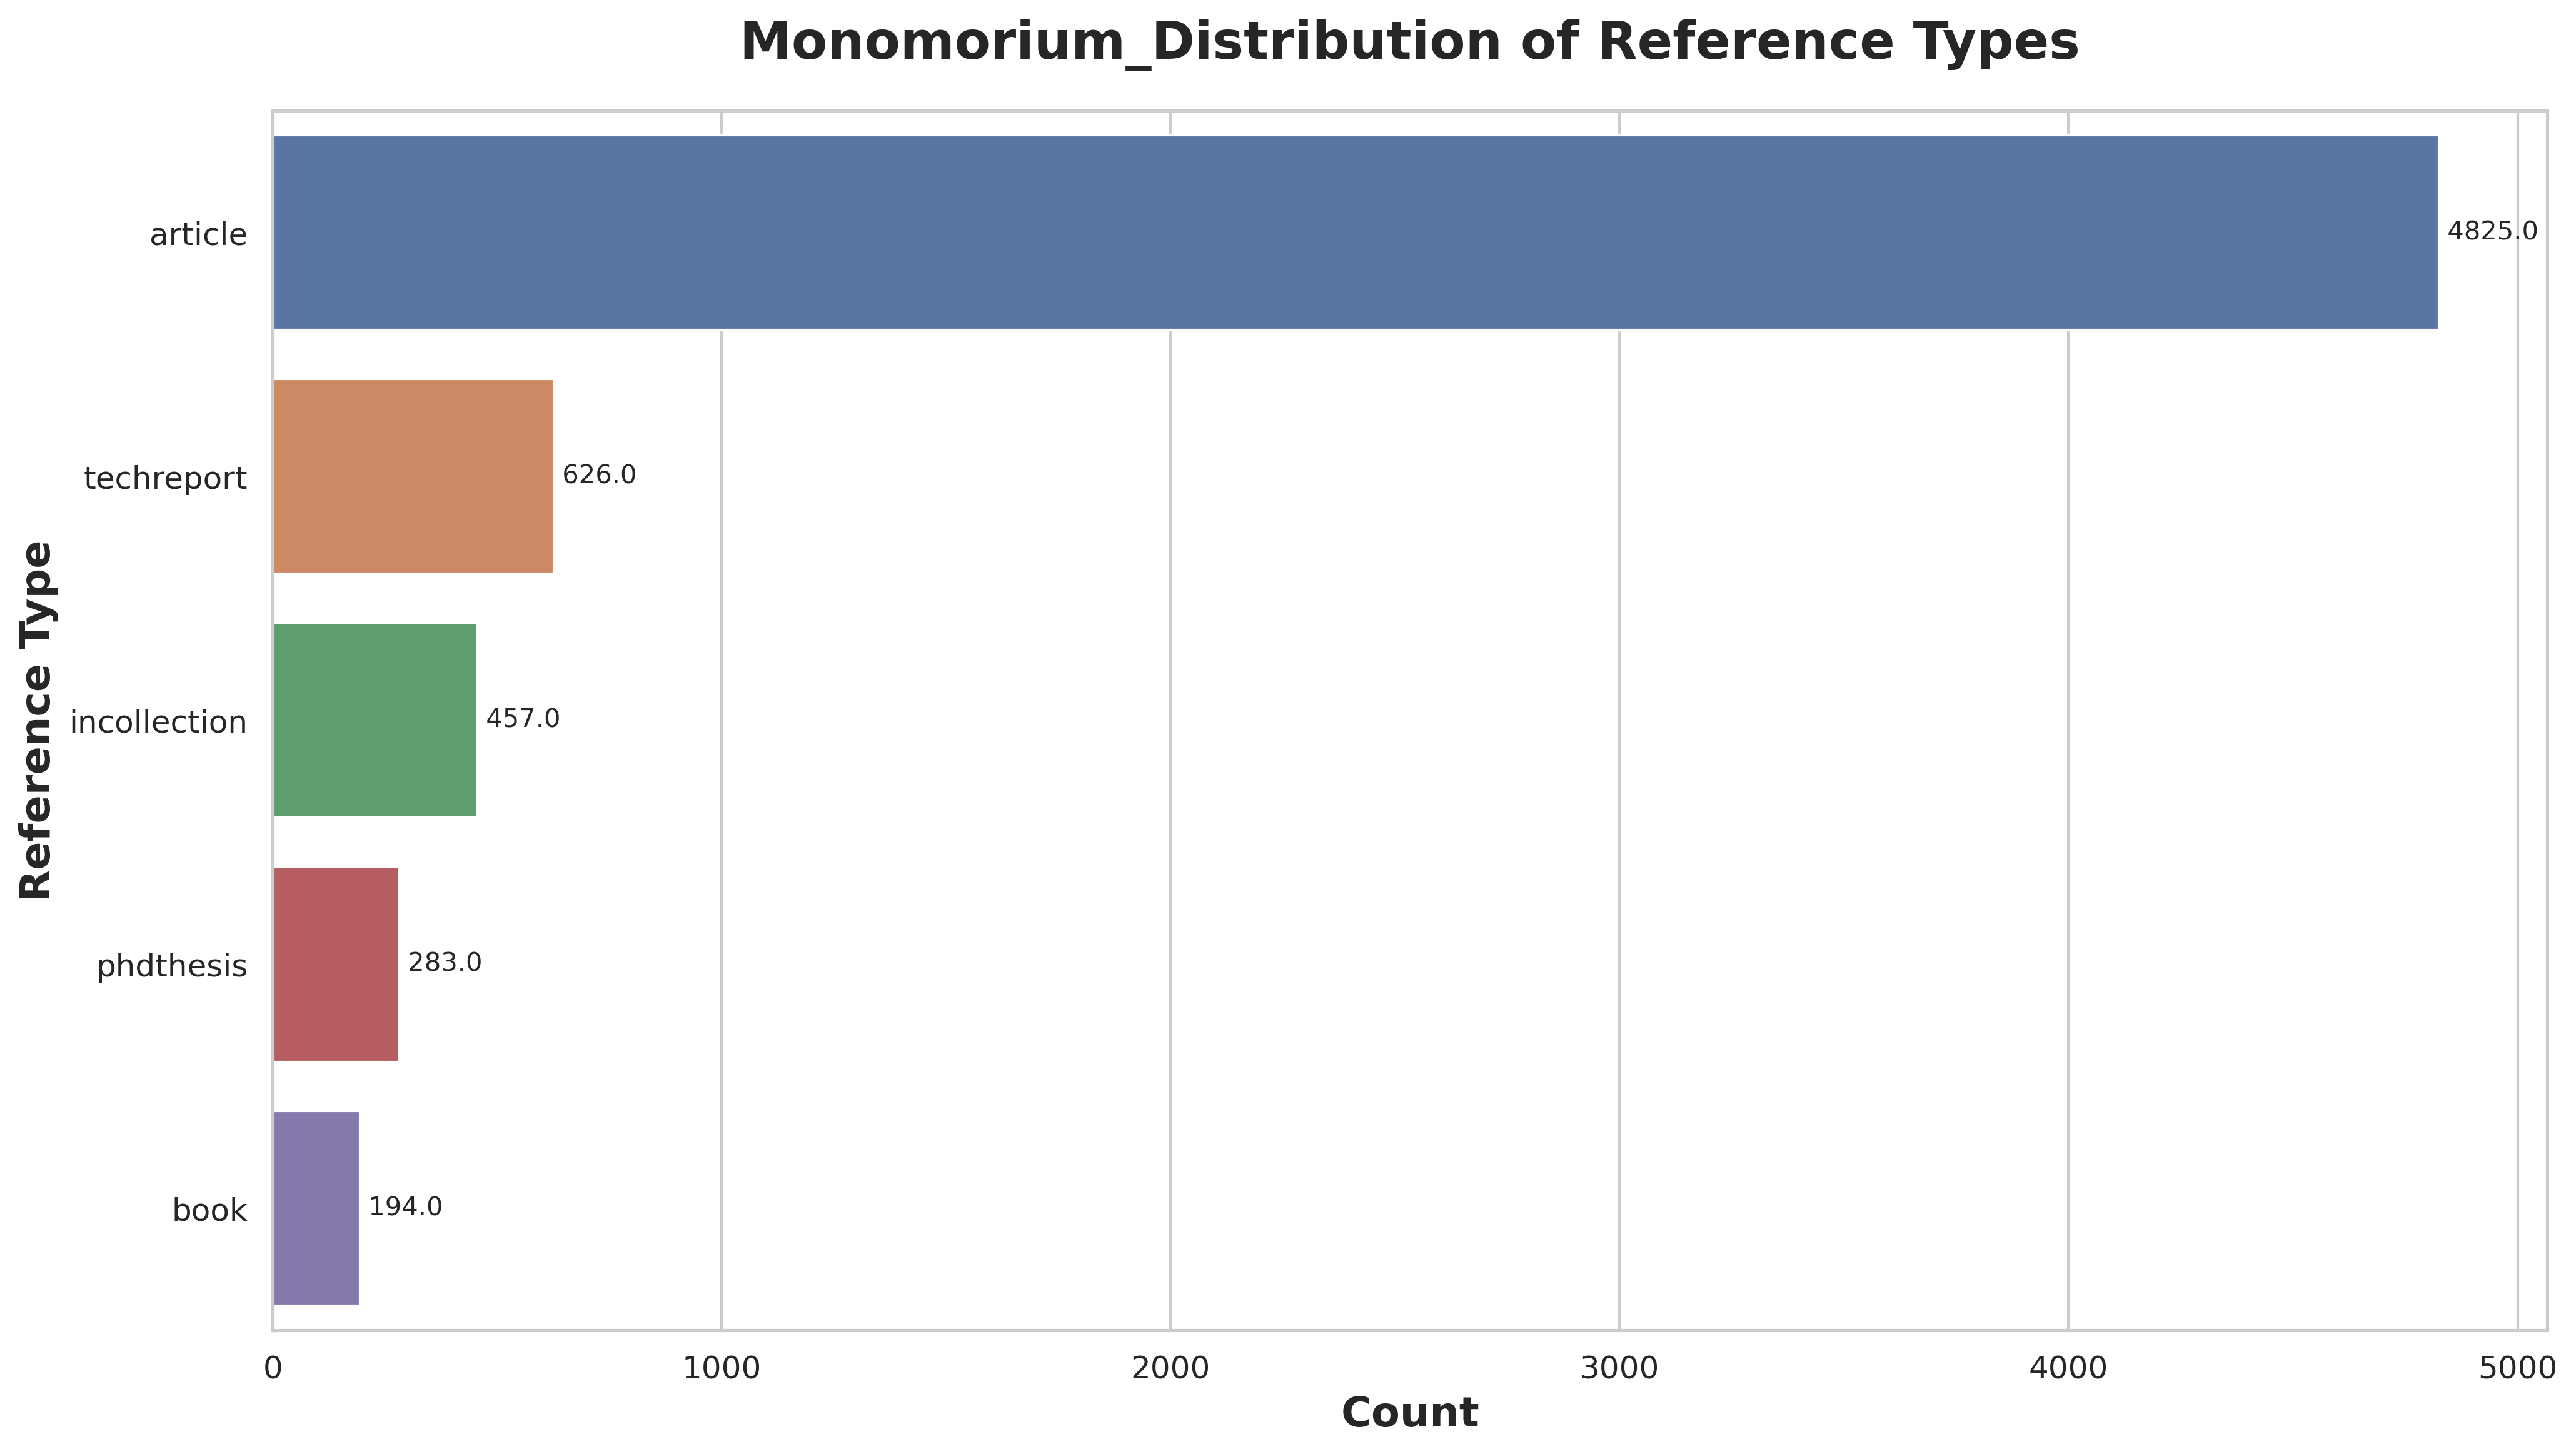 Monomorium_Distribution of Reference Types
article
4825.0
techreport
626.0
incollection
457.0
phdthesis
283.0
book
194.0
Reference Type
0 1000 2000 3000 4000 5000
Count